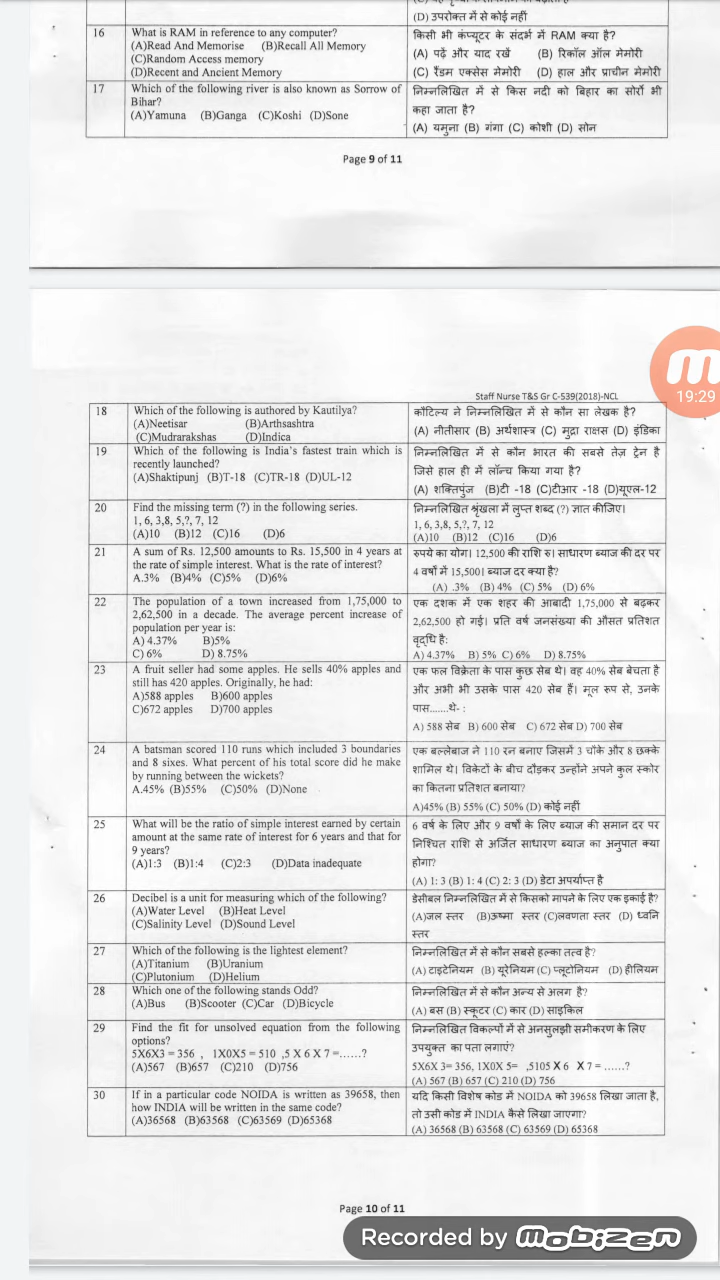 (D) उपरोक्त में से कोई नहीं
16 What is RAM in reference to any computer?
(A)Read And Memorise (B)Recall All Memory
(C)Random Access memory
(D)Recent and Ancient Memory
किसी भी कंप्यूटर के संदर्भ में RAM क्या है?
(A) पढ़ें और याद रखें (B) रिकॉल ऑल मेमोरी
(C) रैंडम एक्सेस मेमोरी (D) हाल और प्राचीन मेमोरी
17 Which of the following river is also known as Sorrow of
Bihar?
(A)Yamuna (B)Ganga (C)Koshi (D)Sone
निम्नलिखित में से किस नदी को बिहार का सोरों भी
कहा जाता है?
(A) यमुना (B) गंगा (C) कोशी (D) सोन
Page 9 of 11
19:29
Staff Nurse T&S Gr C-539(2018)-NCL
18 Which of the following is authored by Kautilya?
(A)Neetisar (B)Arthsashtra
(C)Mudrarakshas (D)Indica
कौटिल्य ने निम्नलिखित में से कौन सा लेखक है?
(A) नीतीसार (B) अर्थशास्त्र (C) मुद्रा राक्षस (D) इंडिका
19 Which of the following is India's fastest train which is
recently launched?
(A)Shaktipunj (B)T-18 (C)TR-18 (D)UL-12
निम्नलिखित में से कौन भारत की सबसे तेज़ ट्रेन है
जिसे हाल ही में लॉन्च किया गया है?
(A) शक्तिपुंज (B)टी -18 (C)टीआर -18 (D)यूएल-12
20 Find the missing term (?) in the following series.
1, 6, 3,8, 5,?, 7, 12
(A)10 (B)12 (C)16 (D)6
निम्नलिखित श्रृंखला में लुप्त शब्द (?) ज्ञात कीजिए।
1, 6, 3,8, 5,?, 7, 12
(A)10 (B)12 (C)16 (D)6
21 A sum of Rs. 12,500 amounts to Rs. 15,500 in 4 years at
the rate of simple interest. What is the rate of interest?
A.3% (B)4% (C)5% (D)6%
रुपये का योग। 12,500 की राशि रु। साधारण ब्याज की दर पर
4 वर्षों में 15,500। ब्याज दर क्या है?
(A) .3% (B) 4% (C) 5% (D) 6%
22 The population of a town increased from 1,75,000 to
2,62,500 in a decade. The average percent increase of
population per year is:
A) 4.37% B)5%
C) 6% D) 8.75%
एक दशक में एक शहर की आबादी 1,75,000 से बढ़कर
2,62,500 हो गई। प्रति वर्ष जनसंख्या की औसत प्रतिशत
वृद्धि है:
A) 4.37% B) 5% C) 6% D) 8.75%
23 A fruit seller had some apples. He sells 40% apples and
still has 420 apples. Originally, he had:
A)588 apples B)600 apples
C)672 apples D)700 apples
एक फल विक्रेता के पास कुछ सेब थे। वह 40% सेब बेचता है
और अभी भी उसके पास 420 सेब हैं। मूल रूप से, उनके
पास.......थे- :
A) 588 सेब B) 600 सेब C) 672 सेब D) 700 सेब
24 A batsman scored 110 runs which included 3 boundaries
and 8 sixes. What percent of his total score did he make
by running between the wickets?
A.45% (B)55% (C)50% (D)None
एक बल्लेबाज ने 110 रन बनाए जिसमें 3 चौके और 8 छक्के
शामिल थे। विकेटों के बीच दौड़कर उन्होंने अपने कुल स्कोर
का कितना प्रतिशत बनाया?
A)45% (B) 55% (C) 50% (D) कोई नहीं
25 What will be the ratio of simple interest earned by certain
amount at the same rate of interest for 6 years and that for
9 years?
(A)1:3 (B)1:4 (C)2:3 (D)Data inadequate
6 वर्ष के लिए और 9 वर्षों के लिए ब्याज की समान दर पर
निश्चित राशि से अर्जित साधारण ब्याज का अनुपात क्या
होगा?
(A) 1: 3 (B) 1: 4 (C) 2: 3 (D) डेटा अपर्याप्त है
26 Decibel is a unit for measuring which of the following?
(A)Water Level (B)Heat Level
(C)Salinity Level (D)Sound Level
डेसीबल निम्नलिखित में से किसको मापने के लिए एक इकाई है?
(A)जल स्तर (B)ऊष्मा स्तर (C)लवणता स्तर (D) ध्वनि
स्तर
27 Which of the following is the lightest element?
(A)Titanium (B)Uranium
(C)Plutonium (D)Helium
निम्नलिखित में से कौन सबसे हल्का तत्व है?
(A) टाइटेनियम (B) यूरेनियम (C) प्लूटोनियम (D) हीलियम
28 Which one of the following stands Odd?
(A)Bus (B)Scooter (C)Car (D)Bicycle
निम्नलिखित में से कौन अन्य से अलग है?
(A) बस (B) स्कूटर (C) कार (D) साइकिल
29 Find the fit for unsolved equation from the following
options?
5X6X3 = 356 , 1X0X5 = 510 ,5 X 6 X 7 =......?
(A)567 (B)657 (C)210 (D)756
निम्नलिखित विकल्पों में से अनसुलझी समीकरण के लिए
उपयुक्त का पता लगाएं?
5X6X 3= 356, 1X0X 5= ,5105 X 6 X 7 = ......?
(A) 567 (B) 657 (C) 210 (D) 756
30 If in a particular code NOIDA is written as 39658, then
how INDIA will be written in the same code?
(A)36568 (B)63568 (C)63569 (D)65368
यदि किसी विशेष कोड में NOIDA को 39658 लिखा जाता है,
तो उसी कोड में INDIA कैसे लिखा जाएगा?
(A) 36568 (B) 63568 (C) 63569 (D) 65368
Page 10 of 11
Recorded by Mobizen